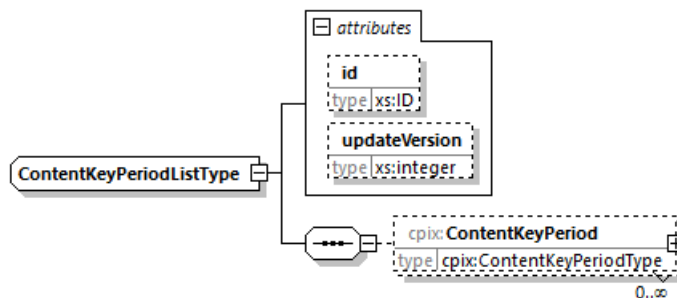 attributes
id
type xs:ID
updateVersion
type xs:integer
ContentKeyPeriodListType
cpix:ContentKeyPeriod
type cpix:ContentKeyPeriodType
0..∞